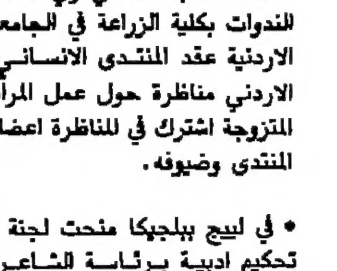 للندوات بكلية الزراعة في الجامعة
الاردنية عقد المنتدى الانساني
الاردني مناظرة حول عمل المرأة
المتزوجة اشترك في المناظرة اعضاء
المنتدى وضيوفه .
• في لييج ببلجيكا منحت لجنة
تحكيم ادبية برئاسة الشاعر